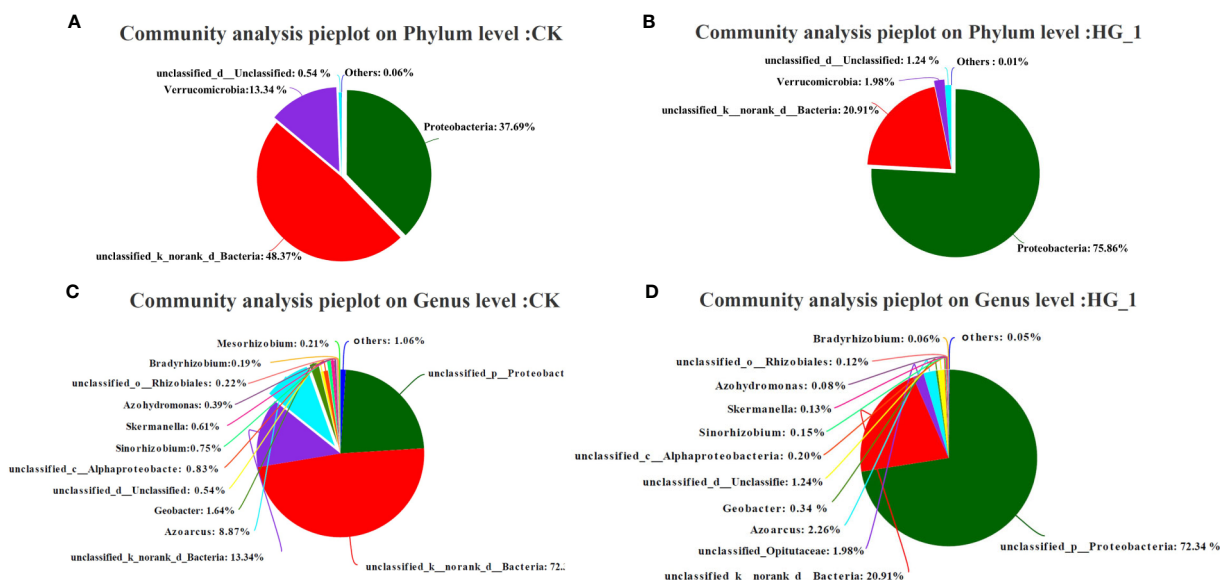 A
Community analysis pieplot on Phylum level :CK
unclassified_d__Unclassified: 0.54 %
Others: 0.06%
Verrucomicrobia:13.34 %
Proteobacteria: 37.69%
unclassified_k_norank_d_Bacteria: 48.37%
B
Community analysis pieplot on Phylum level :HG_1
unclassified_d__Unclassified: 1.24 %
Others : 0.01%
Verrucomicrobia: 1.98%
unclassified_k__norank_d__Bacteria: 20.91%
Proteobacteria: 75.86%
C
Community analysis pieplot on Genus level :CK
Mesorhizobium: 0.21%
Others: 1.06%
Bradyrhizobium:0.19%
unclassified_p__Proteobact
unclassified_o__Rhizobiales: 0.22%
Azohydromonas: 0.39%
Skermanella: 0.61%
Sinorhizobium:0.75%
unclassified_c__Alphaproteobacte: 0.83%
unclassified_d__Unclassified: 0.54%
Geobacter: 1.64%
Azoarcus: 8.87%
unclassified_k_norank_d_Bacteria: 13.34%
unclassified_k__norank_d__Bacteria: 72.
D
Community analysis pieplot on Genus level :HG_1
Bradyrhizobium: 0.06%
Others: 0.05%
unclassified_o__Rhizobiales: 0.12%
Azohydromonas: 0.08%
Skermanella: 0.13%
Sinorhizobium: 0.15%
unclassified_c__Alphaproteobacteria: 0.20%
unclassified_d__Unclassifie: 1.24%
Geobacter: 0.34 %
Azoarcus: 2.26%
unclassified_Opitutaceae: 1.98%
unclassified_p__Proteobacteria: 72.34 %
unclassified_k__norank_d__Bacteria: 20.91%